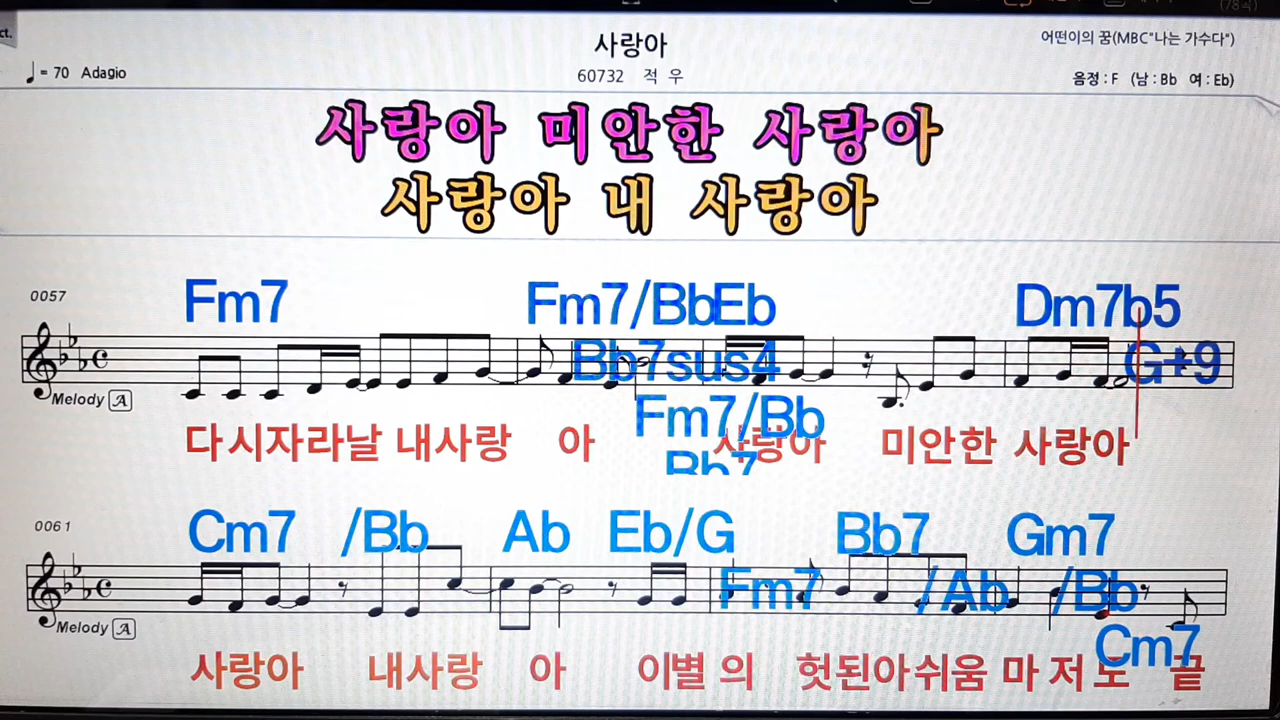 ct.
사랑아
어떤이의 꿈(MBC"나는 가수다")
= 70 Adagio
60732 적 우
음정 : F (남 : Bb 여 : Eb)
사랑아 미안한 사랑아
사랑아 내 사랑아
0057
Fm7 Fm7/Bb Eb Dm7b5
Bb7sus4 G+9
Melody A
Fm7/Bb
다시자라날 내사랑 아 사랑아 미안한 사랑아
Bb7
0061
Cm7 /Bb Ab Eb/G Bb7 Gm7
Fm7 /Ab /Bb
Melody A
Cm7
사랑아 내사랑 아 이별 의 헛된아쉬움 마 저 도 끝